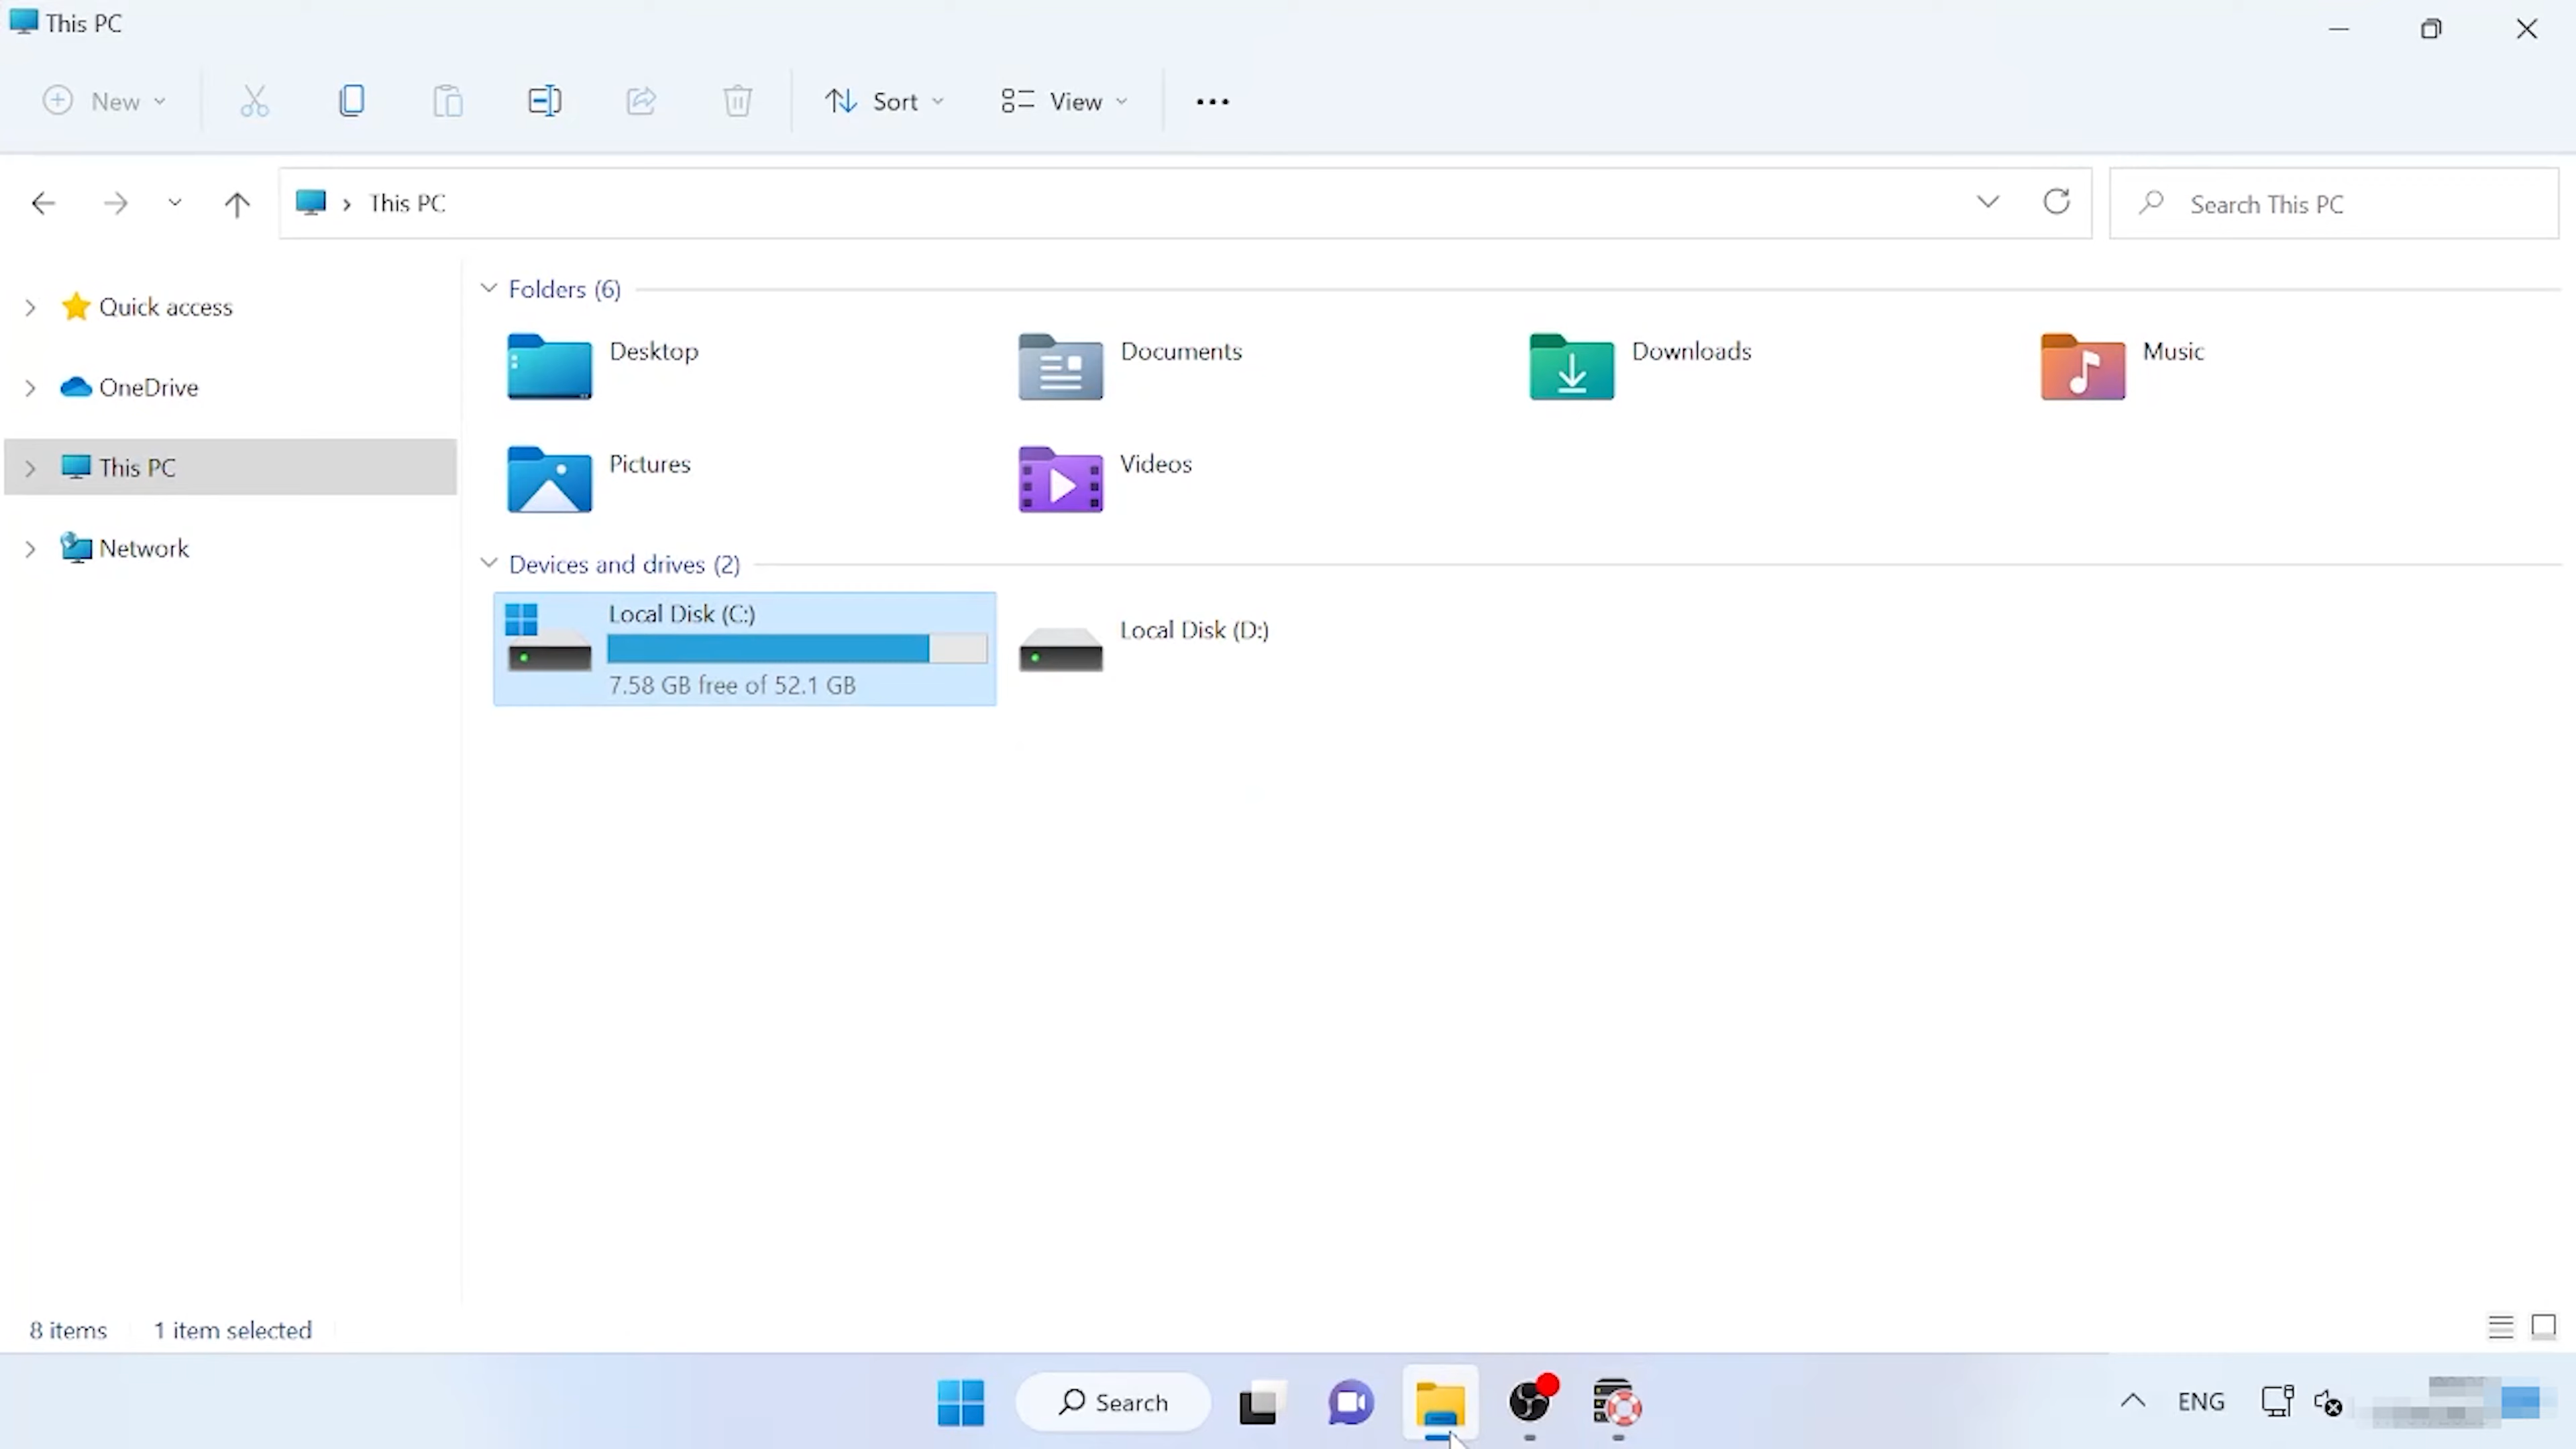 This PC
New
Sort
View
This PC
Search This PC
Quick access
OneDrive
This PC
Network
Folders (6)
Desktop
Documents
Downloads
Music
Pictures
Videos
Devices and drives (2)
Local Disk (C:)
7.58 GB free of 52.1 GB
Local Disk (D:)
8 items
1 item selected
Search
ENG